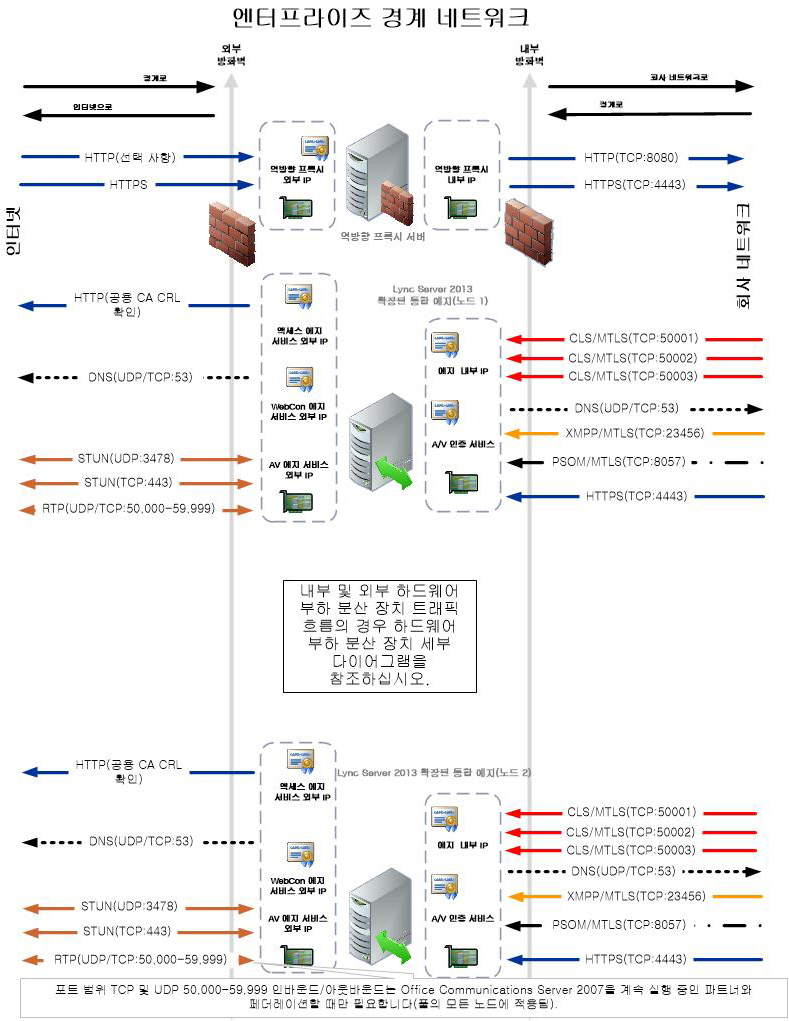 엔터프라이즈 경계 네트워크
외부
방화벽
내부
방화벽
경계로
인터넷으로
회사 네트워크로
경계로
HTTP(선택 사항)
HTTPS
역방향 프록시
외부 IP
역방향 프록시
내부 IP
HTTP(TCP:8080)
HTTPS(TCP:4443)
역방향 프록시 서버
인터넷
회사 네트워크
Lync Server 2013
확장된 통합 에지(노드 1)
HTTP(공용 CA CRL
확인)
액세스 에지
서비스 외부 IP
DNS(UDP/TCP:53)
WebCon 에지
서비스 외부 IP
STUN(UDP:3478)
STUN(TCP:443)
RTP(UDP/TCP:50,000-59,999)
AV 에지 서비스
외부 IP
에지 내부 IP
A/V 인증 서비스
CLS/MTLS(TCP:50001)
CLS/MTLS(TCP:50002)
CLS/MTLS(TCP:50003)
DNS(UDP/TCP:53)
XMPP/MTLS(TCP:23456)
PSOM/MTLS(TCP:8057)
HTTPS(TCP:4443)
내부 및 외부 하드웨어
부하 분산 장치 트래픽
흐름의 경우 하드웨어
부하 분산 장치 세부
다이어그램을
참조하십시오.
Lync Server 2013 확장된 통합 에지(노드 2)
HTTP(공용 CA CRL
확인)
액세스 에지
서비스 외부 IP
DNS(UDP/TCP:53)
WebCon 에지
서비스 외부 IP
STUN(UDP:3478)
STUN(TCP:443)
RTP(UDP/TCP:50,000-59,999)
AV 에지 서비스
외부 IP
에지 내부 IP
A/V 인증 서비스
CLS/MTLS(TCP:50001)
CLS/MTLS(TCP:50002)
CLS/MTLS(TCP:50003)
DNS(UDP/TCP:53)
XMPP/MTLS(TCP:23456)
PSOM/MTLS(TCP:8057)
HTTPS(TCP:4443)
포트 범위 TCP 및 UDP 50,000-59,999 인바운드/아웃바운드는 Office Communications Server 2007을 계속 실행 중인 파트너와
페더레이션할 때만 필요합니다(풀의 모든 노드에 적용됨).